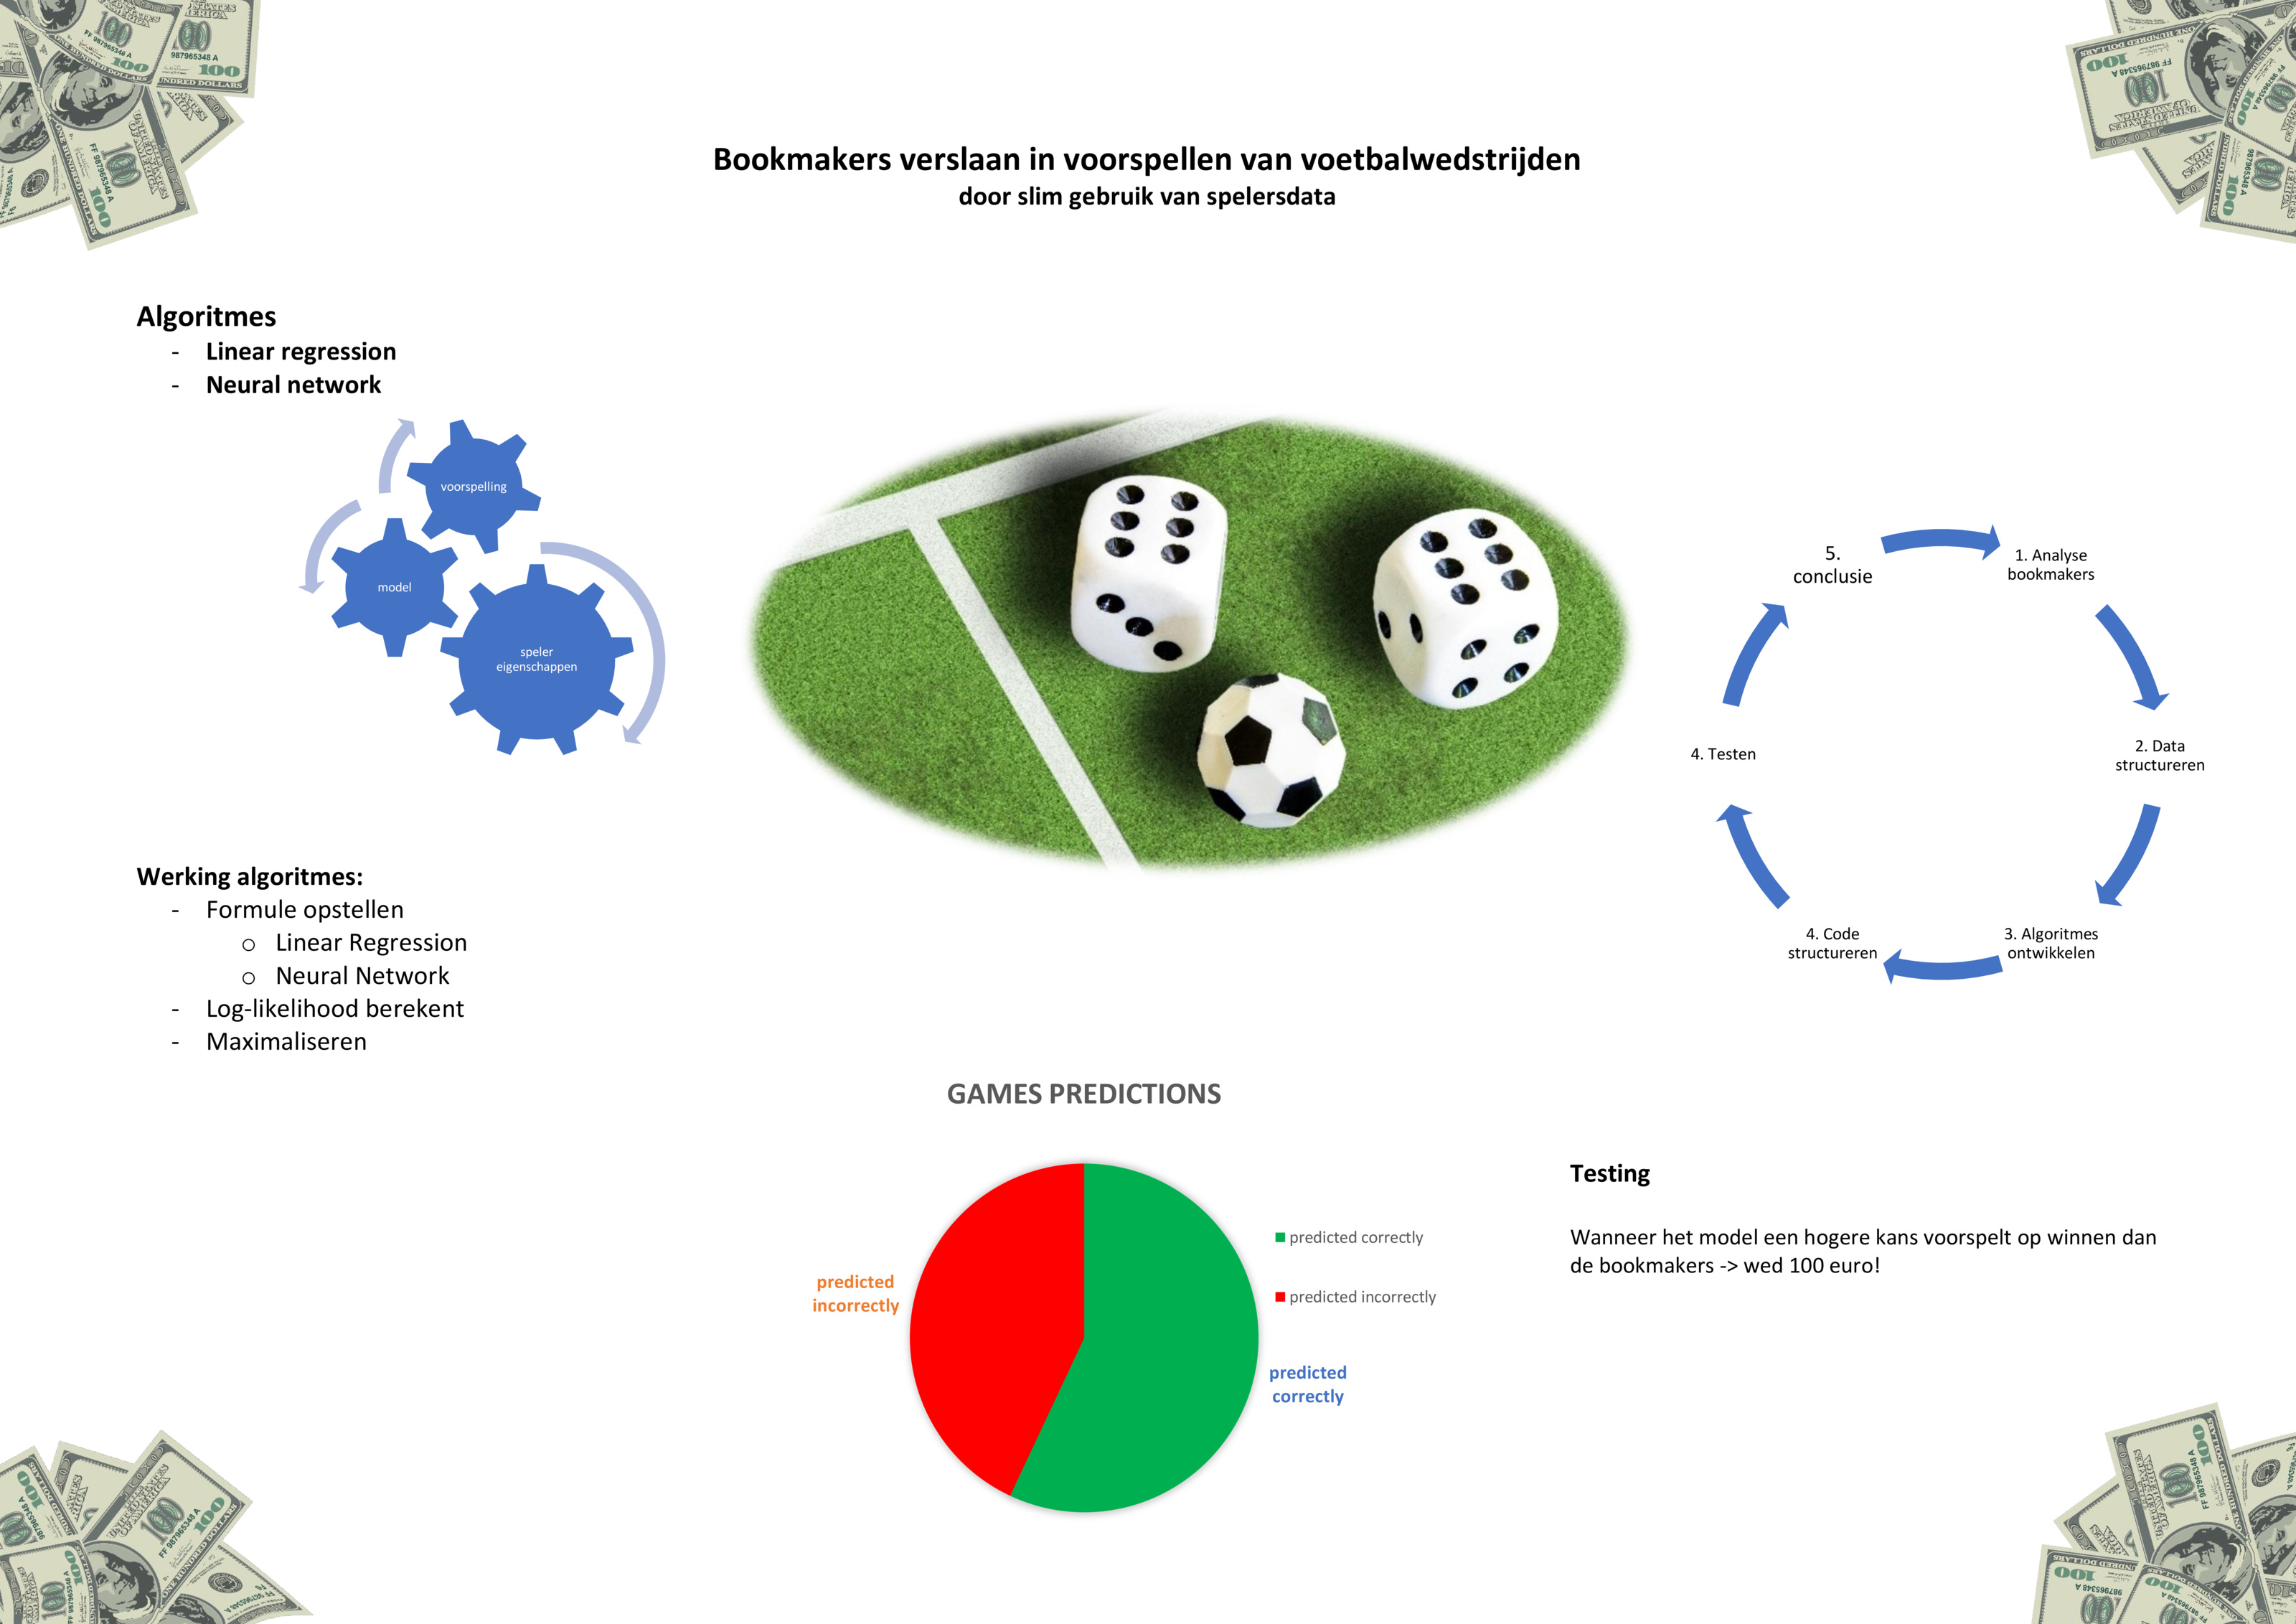 Bookmakers verslaan in voorspellen van voetbalwedstrijden
door slim gebruik van spelersdata
Algoritmes
- Linear regression
- Neural network
voorspelling
model
speler
eigenschappen
5.
conclusie
1. Analyse
bookmakers
2. Data
structureren
3. Algoritmes
ontwikkelen
4. Code
structureren
4. Testen
Werking algoritmes:
- Formule opstellen
o Linear Regression
o Neural Network
- Log-likelihood berekent
- Maximaliseren
GAMES PREDICTIONS
predicted correctly
predicted incorrectly
predicted
incorrectly
predicted
correctly
Testing
Wanneer het model een hogere kans voorspelt op winnen dan
de bookmakers -> wed 100 euro!